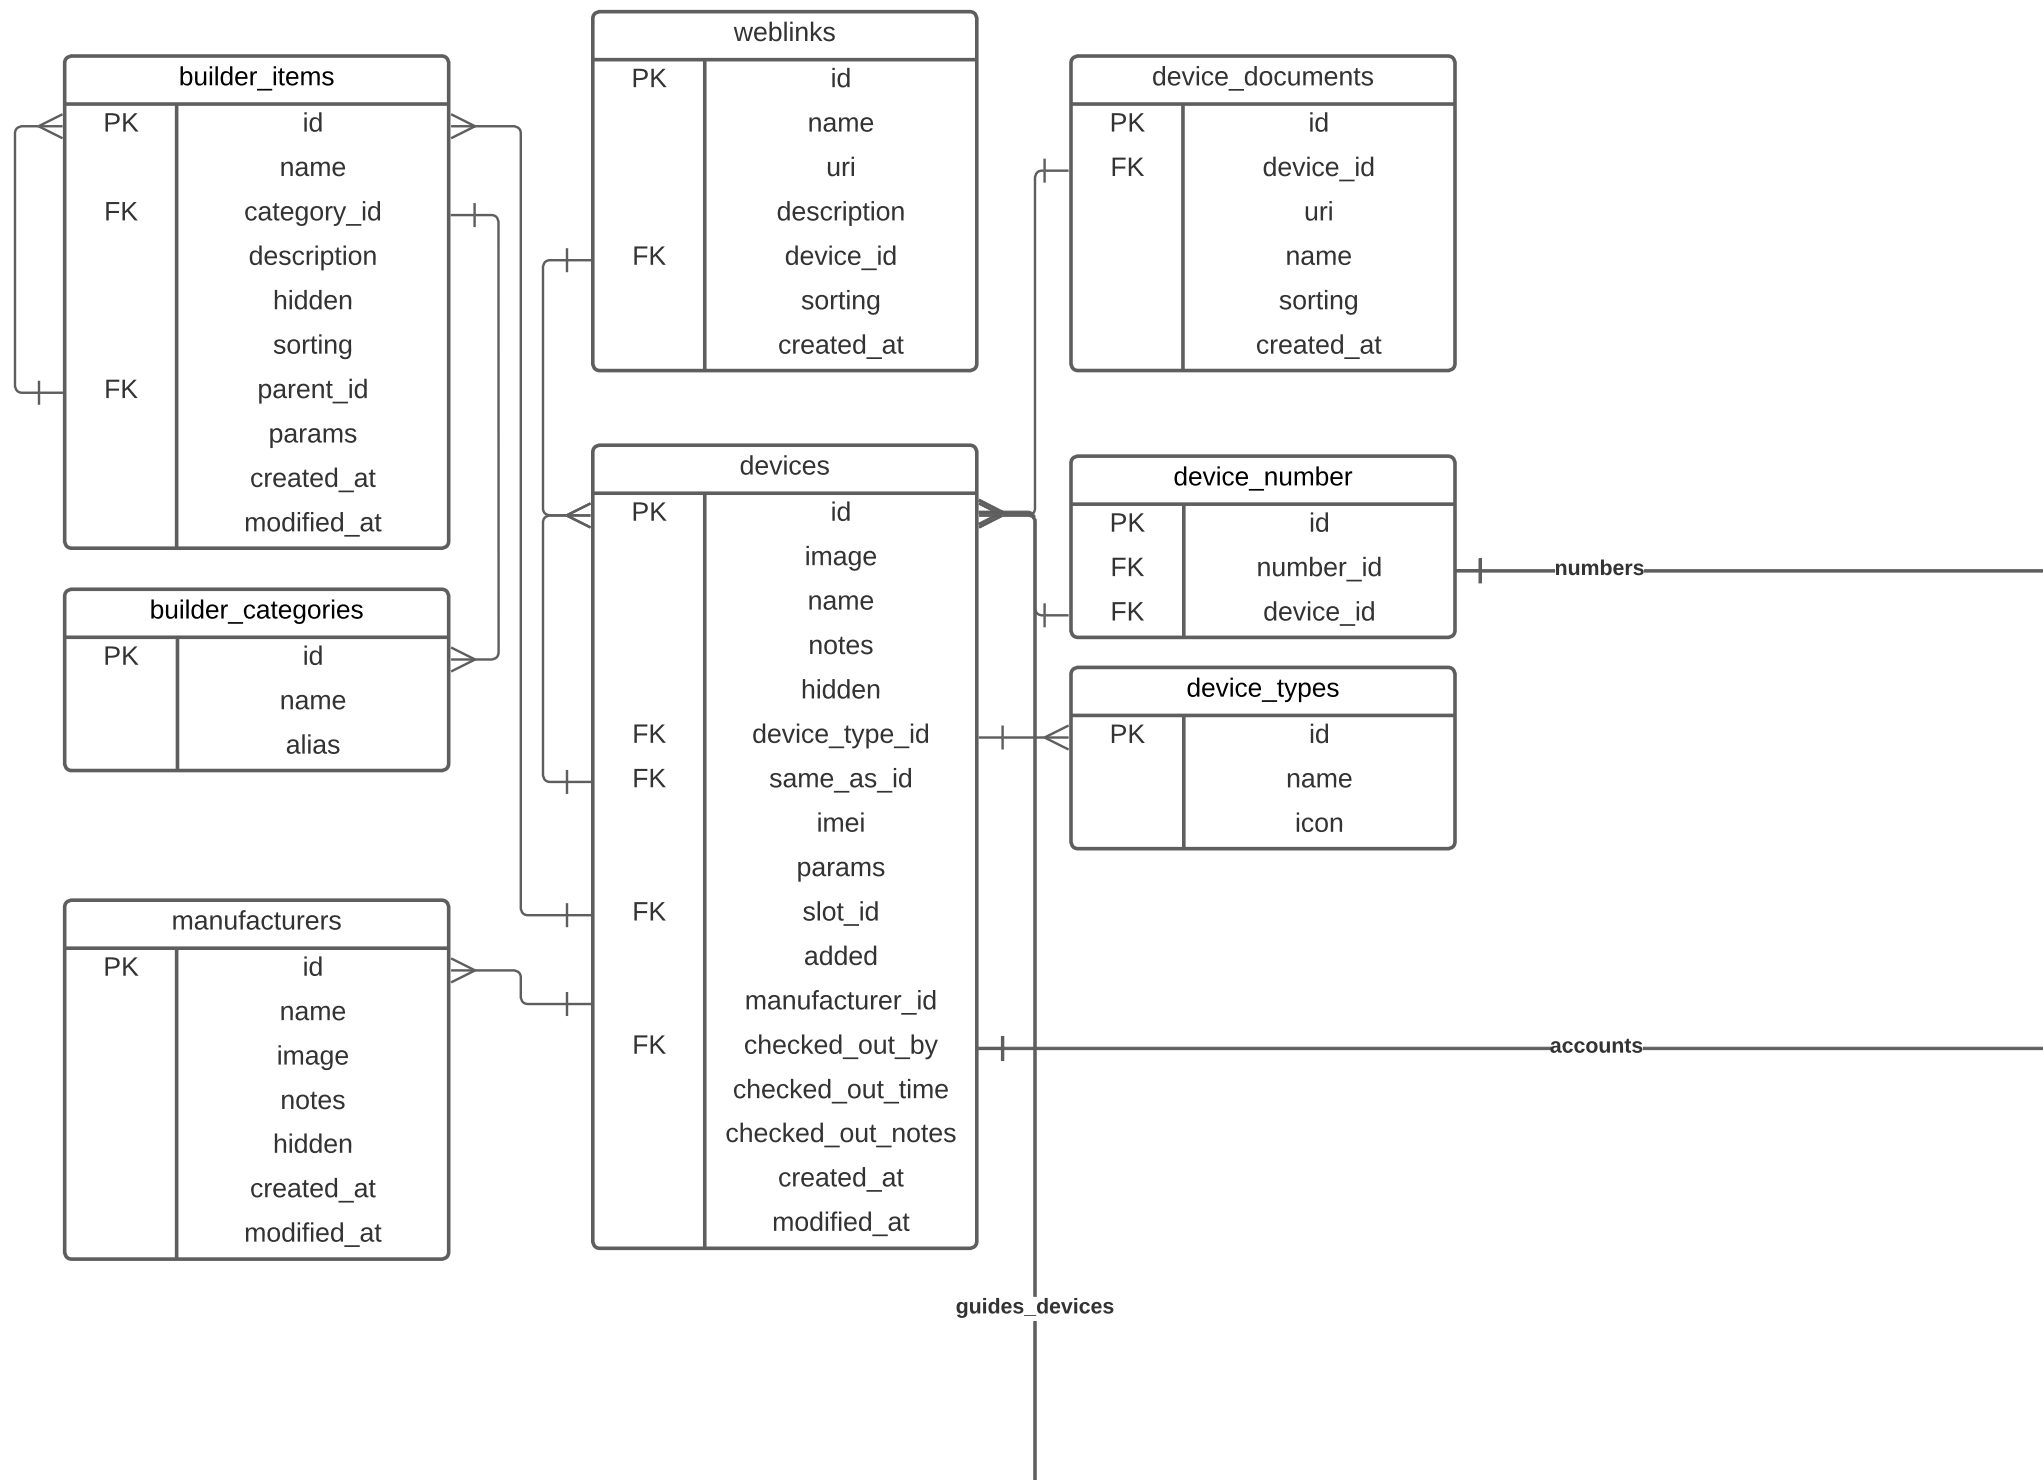 builder_items
PK id
name
FK category_id
description
hidden
sorting
FK parent_id
params
created_at
modified_at
builder_categories
PK id
name
alias
manufacturers
PK id
name
image
notes
hidden
created_at
modified_at
weblinks
PK id
name
uri
description
FK device_id
sorting
created_at
devices
PK id
image
name
notes
hidden
FK device_type_id
FK same_as_id
imei
params
FK slot_id
added
manufacturer_id
FK checked_out_by
checked_out_time
checked_out_notes
created_at
modified_at
device_documents
PK id
FK device_id
uri
name
sorting
created_at
device_number
PK id
FK number_id
FK device_id
device_types
PK id
name
icon
numbers
accounts
guides_devices